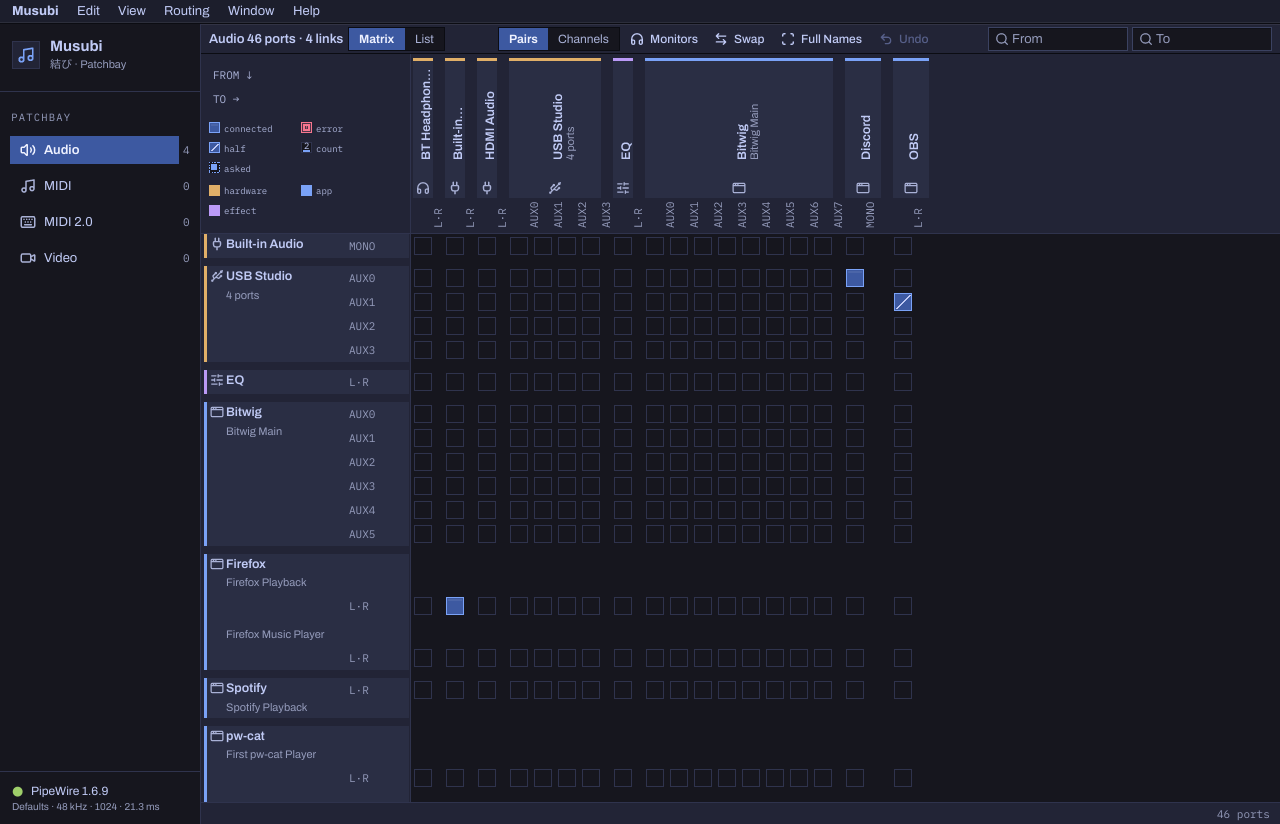 Musubi Edit View Routing Window Help
Musubi
結び · Patchbay
PATCHBAY
Audio 4
MIDI 0
MIDI 2.0 0
Video 0
PipeWire 1.6.9
Defaults · 48 kHz · 1024 · 21.3 ms
Audio 46 ports · 4 links Matrix List Pairs Channels Monitors Swap Full Names Undo From To
FROM ↓
TO →
connected error
half 2 count
asked
hardware app
effect
BT Headphon…
Built-in…
HDMI Audio
USB Studio
4 ports
EQ
Bitwig
Bitwig Main
Discord
OBS
L·R L·R L·R AUX0 AUX1 AUX2 AUX3 L·R AUX0 AUX1 AUX2 AUX3 AUX4 AUX5 AUX6 AUX7 MONO L·R
Built-in Audio MONO
USB Studio AUX0
4 ports
AUX1
AUX2
AUX3
EQ L·R
Bitwig AUX0
Bitwig Main
AUX1
AUX2
AUX3
AUX4
AUX5
Firefox
Firefox Playback
L·R
Firefox Music Player
L·R
Spotify L·R
Spotify Playback
pw-cat
First pw-cat Player
L·R
46 ports